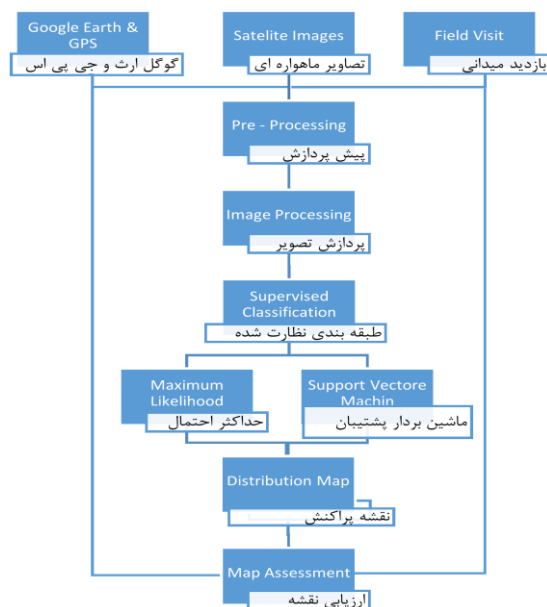 Google Earth &
GPS
گوگل ارث و جی پی اس
Satelite Images
تصاویر ماهواره ای
Field Visit
بازدید میدانی
Pre - Processing
پیش پردازش
Image Processing
پردازش تصویر
Supervised
Classification
طبقه بندی نظارت شده
Maximum
Likelihood
حداکثر احتمال
Support Vectore
Machin
ماشین بردار پشتیبان
Distribution Map
نقشه پراکنش
Map Assessment
ارزیابی نقشه